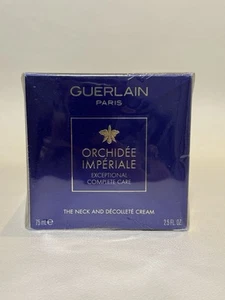 GUERLAIN
PARIS
ORCHIDÉE
IMPÉRIALE
EXCEPTIONAL
COMPLETE CARE
THE NECK AND DÉCOLLETÉ CREAM
75 mL 2.5 FL. OZ.